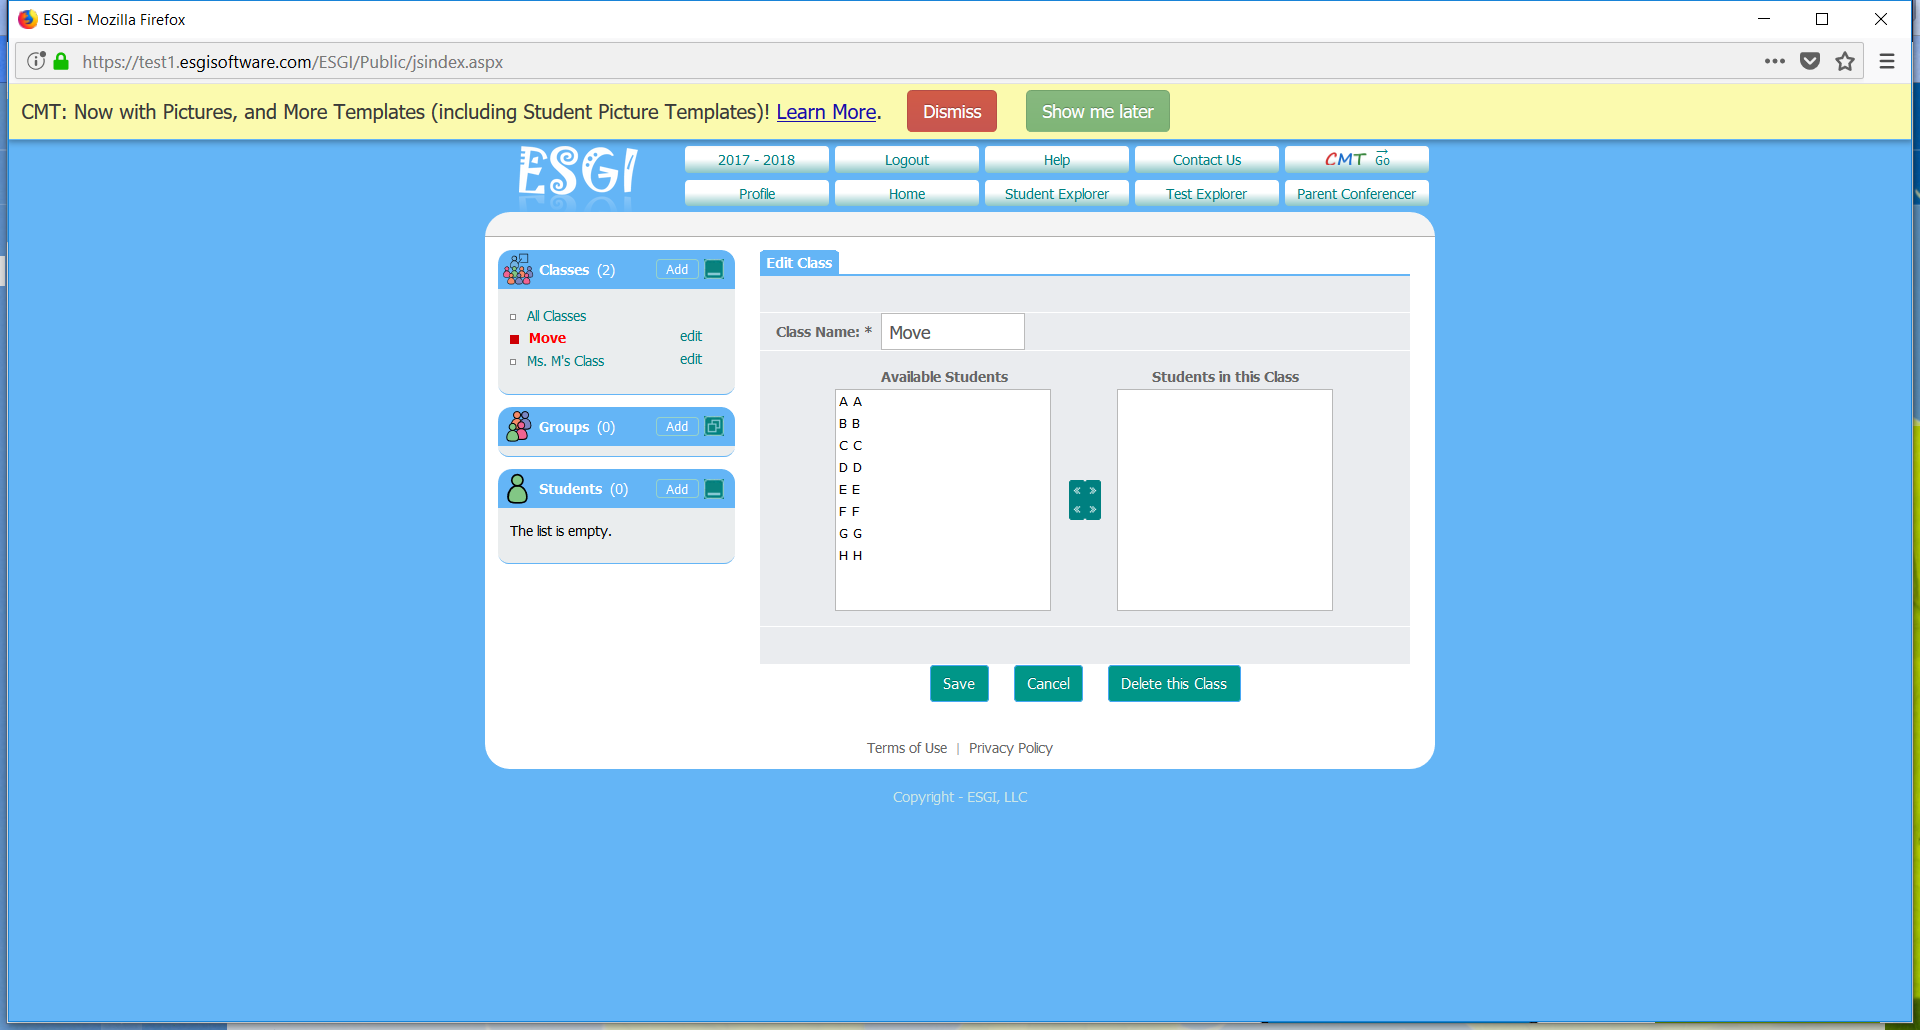 ESGI - Mozilla Firefox
https://test1.esgisoftware.com/ESGI/Public/jsindex.aspx
CMT: Now with Pictures, and More Templates (including Student Picture Templates)! Learn More. Dismiss Show me later
ESGI
2017 - 2018 Logout Help Contact Us CMT Go
Profile Home Student Explorer Test Explorer Parent Conferencer
Classes (2) Add
All Classes
Move edit
Ms. M's Class edit
Groups (0) Add
Students (0) Add
The list is empty.
Edit Class
Class Name: * Move
Available Students Students in this Class
A A
B B
C C
D D
E E
F F
G G
H H
Save Cancel Delete this Class
Terms of Use | Privacy Policy
Copyright - ESGI, LLC